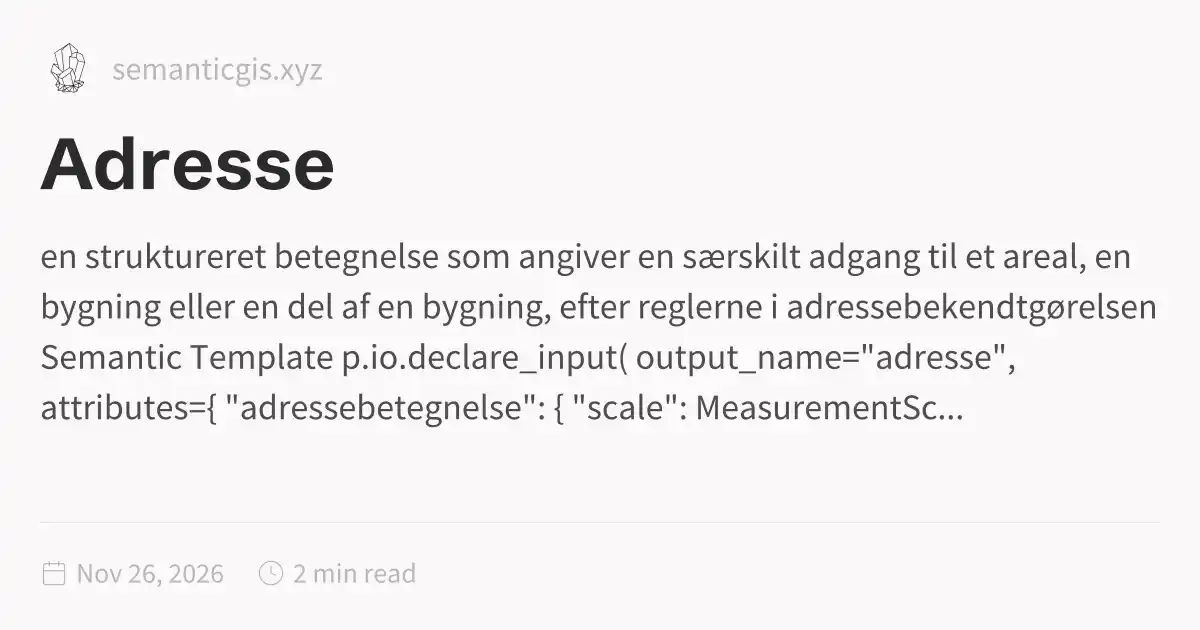 semanticgis.xyz
Adresse
en struktureret betegnelse som angiver en særskilt adgang til et areal, en
bygning eller en del af en bygning, efter reglerne i adressebekendtgørelsen
Semantic Template p.io.declare_input( output_name="adresse",
attributes={ "adressebetegnelse": { "scale": MeasurementSc...
Nov 26, 2026 2 min read